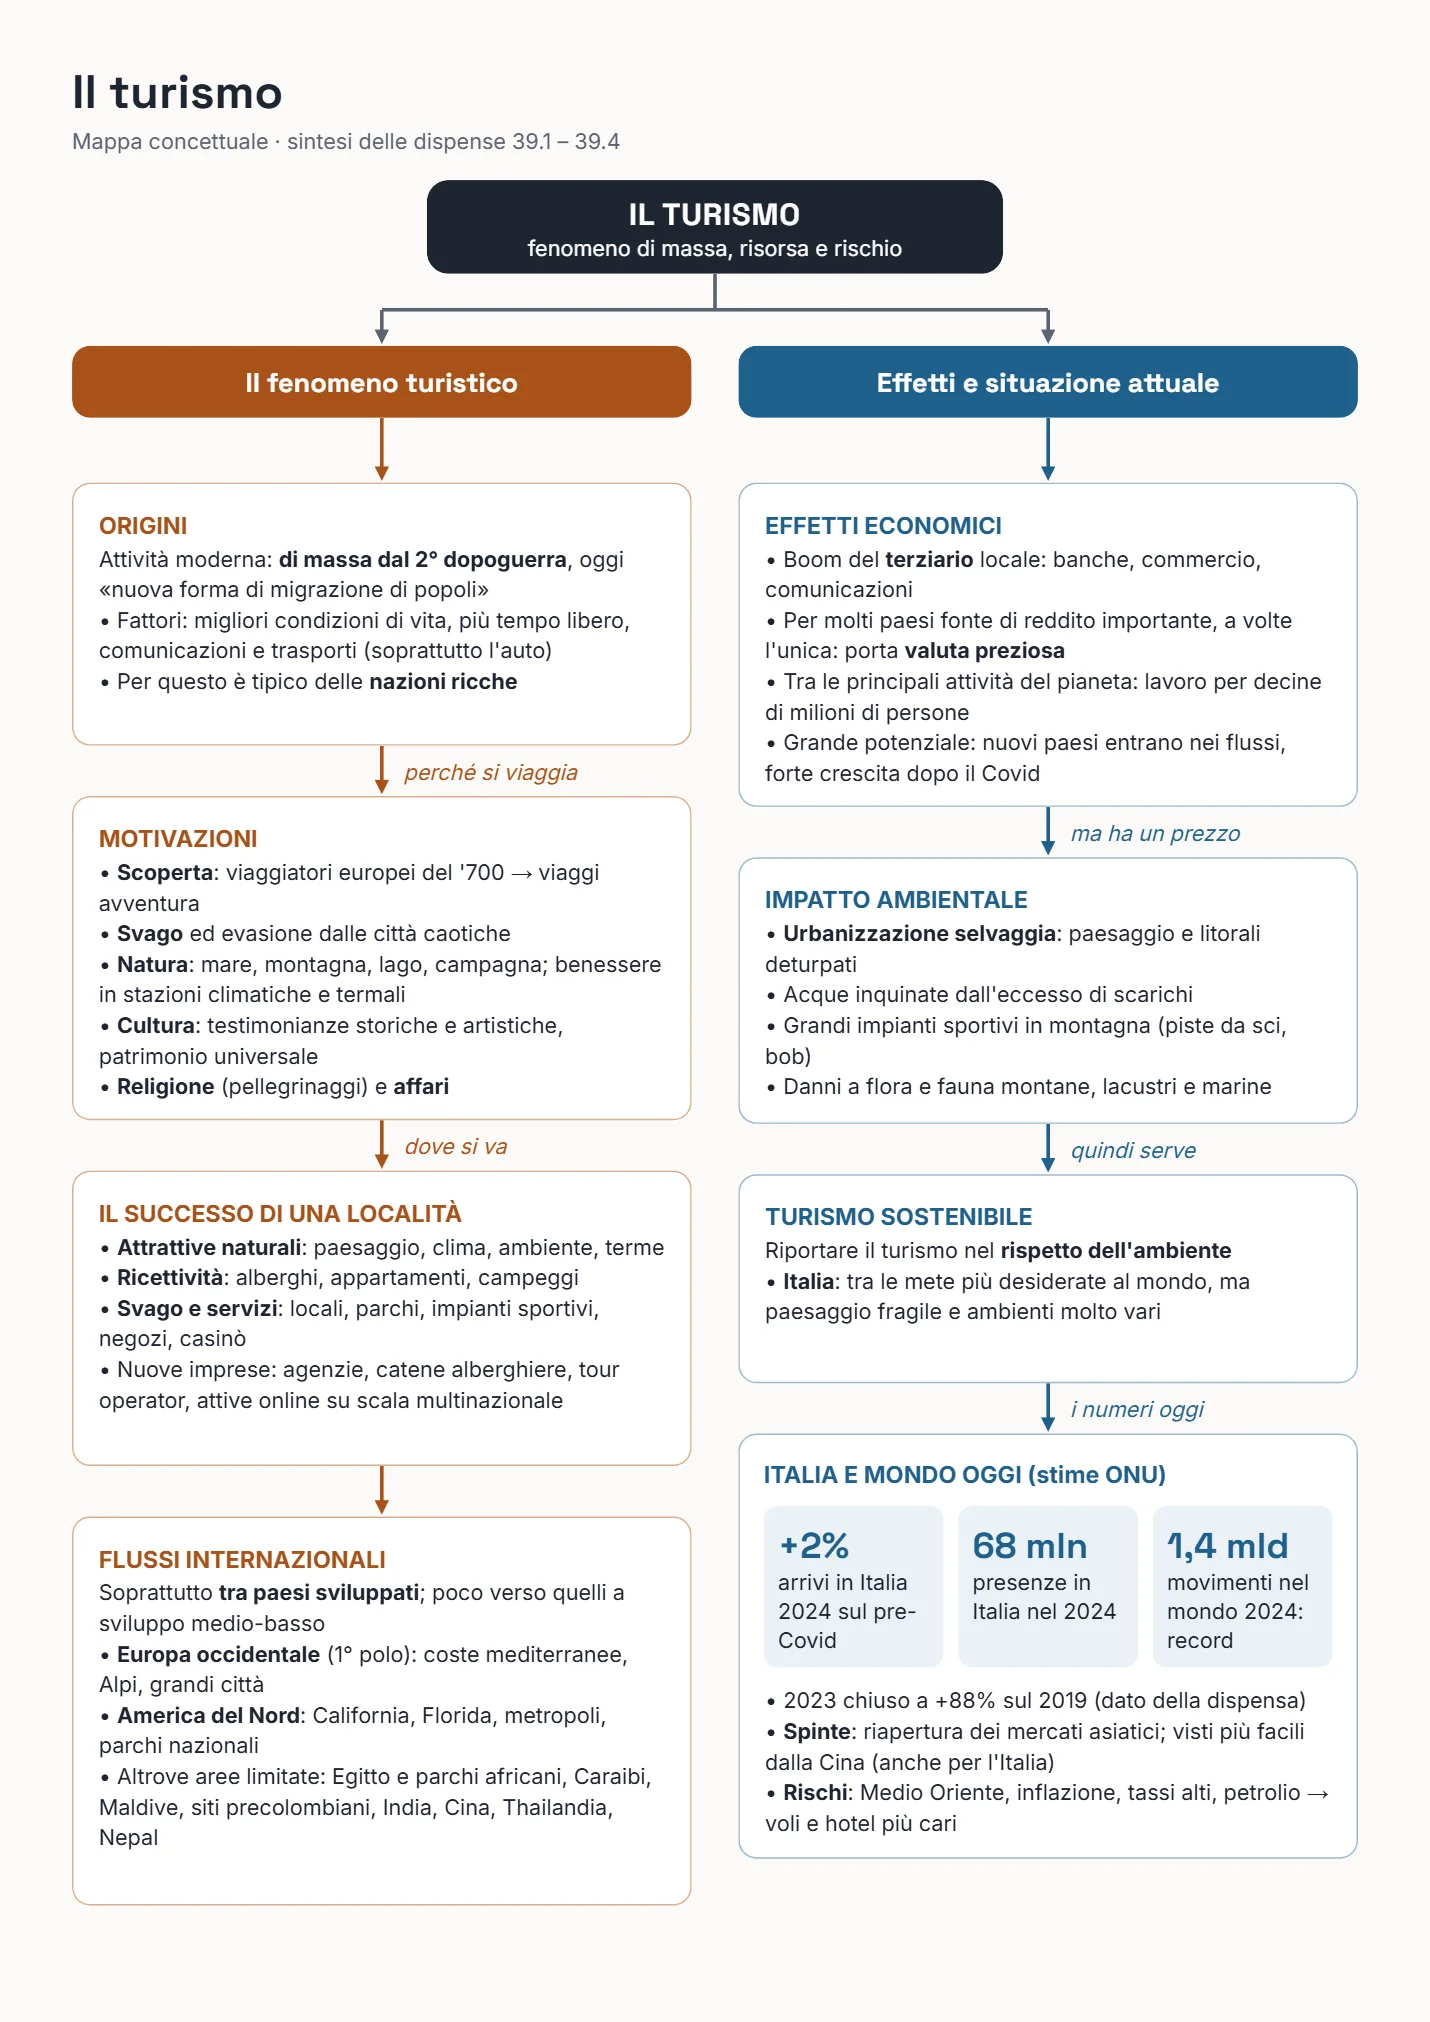 Il turismo
Mappa concettuale · sintesi delle dispense 39.1 – 39.4
IL TURISMO
fenomeno di massa, risorsa e rischio
Il fenomeno turistico
ORIGINI
Attività moderna: di massa dal 2° dopoguerra, oggi
«nuova forma di migrazione di popoli»
• Fattori: migliori condizioni di vita, più tempo libero,
comunicazioni e trasporti (soprattutto l'auto)
• Per questo è tipico delle nazioni ricche
perché si viaggia
MOTIVAZIONI
• Scoperta: viaggiatori europei del '700 → viaggi
avventura
• Svago ed evasione dalle città caotiche
• Natura: mare, montagna, lago, campagna; benessere
in stazioni climatiche e termali
• Cultura: testimonianze storiche e artistiche,
patrimonio universale
• Religione (pellegrinaggi) e affari
dove si va
IL SUCCESSO DI UNA LOCALITÀ
• Attrattive naturali: paesaggio, clima, ambiente, terme
• Ricettività: alberghi, appartamenti, campeggi
• Svago e servizi: locali, parchi, impianti sportivi,
negozi, casinò
• Nuove imprese: agenzie, catene alberghiere, tour
operator, attive online su scala multinazionale
FLUSSI INTERNAZIONALI
Soprattutto tra paesi sviluppati; poco verso quelli a
sviluppo medio-basso
• Europa occidentale (1° polo): coste mediterranee,
Alpi, grandi città
• America del Nord: California, Florida, metropoli,
parchi nazionali
• Altrove aree limitate: Egitto e parchi africani, Caraibi,
Maldive, siti precolombiani, India, Cina, Thailandia,
Nepal
Effetti e situazione attuale
EFFETTI ECONOMICI
• Boom del terziario locale: banche, commercio,
comunicazioni
• Per molti paesi fonte di reddito importante, a volte
l'unica: porta valuta preziosa
• Tra le principali attività del pianeta: lavoro per decine
di milioni di persone
• Grande potenziale: nuovi paesi entrano nei flussi,
forte crescita dopo il Covid
ma ha un prezzo
IMPATTO AMBIENTALE
• Urbanizzazione selvaggia: paesaggio e litorali
deturpati
• Acque inquinate dall'eccesso di scarichi
• Grandi impianti sportivi in montagna (piste da sci,
bob)
• Danni a flora e fauna montane, lacustri e marine
quindi serve
TURISMO SOSTENIBILE
Riportare il turismo nel rispetto dell'ambiente
• Italia: tra le mete più desiderate al mondo, ma
paesaggio fragile e ambienti molto vari
i numeri oggi
ITALIA E MONDO OGGI (stime ONU)
+2%
arrivi in Italia
2024 sul pre-
Covid
68 mln
presenze in
Italia nel 2024
1,4 mld
movimenti nel
mondo 2024:
record
• 2023 chiuso a +88% sul 2019 (dato della dispensa)
• Spinte: riapertura dei mercati asiatici; visti più facili
dalla Cina (anche per l'Italia)
• Rischi: Medio Oriente, inflazione, tassi alti, petrolio →
voli e hotel più cari